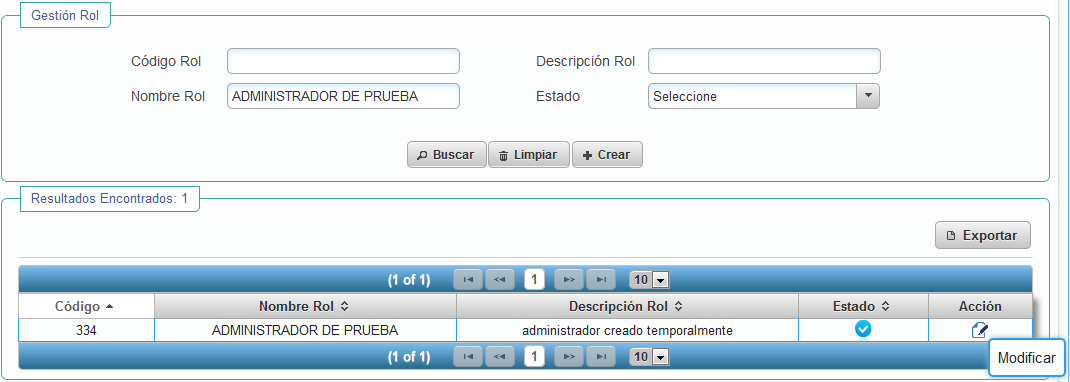 Gestión Rol
Código Rol
Descripción Rol
Nombre Rol ADMINISTRADOR DE PRUEBA
Estado Seleccione
Buscar Limpiar Crear
Resultados Encontrados: 1
Exportar
(1 of 1) 1 10
Código Nombre Rol Descripción Rol Estado Acción
334 ADMINISTRADOR DE PRUEBA administrador creado temporalmente
(1 of 1) 1 10
Modificar